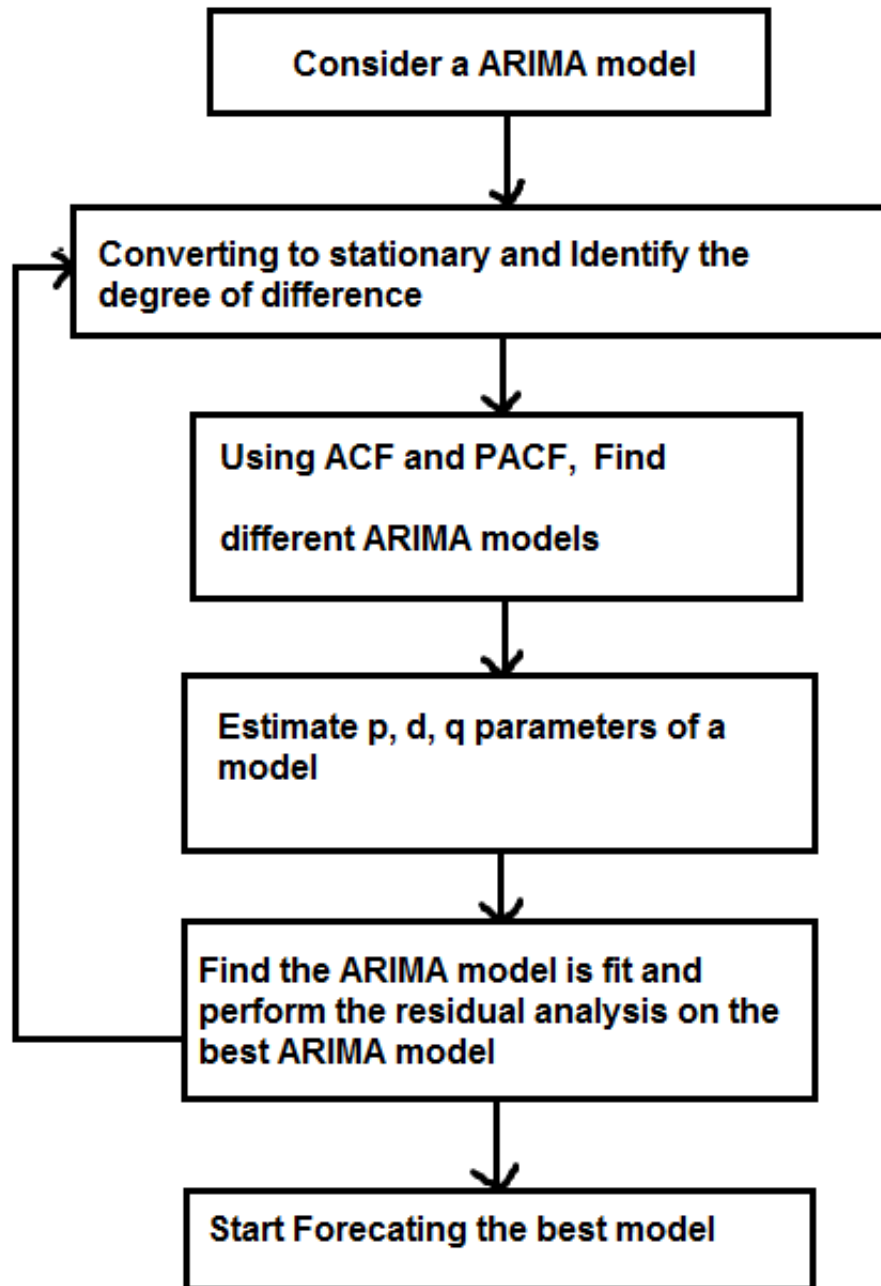 Consider a ARIMA model
Converting to stationary and Identify the
degree of difference
Using ACF and PACF, Find
different ARIMA models
Estimate p, d, q parameters of a
model
Find the ARIMA model is fit and
perform the residual analysis on the
best ARIMA model
Start Forecating the best model